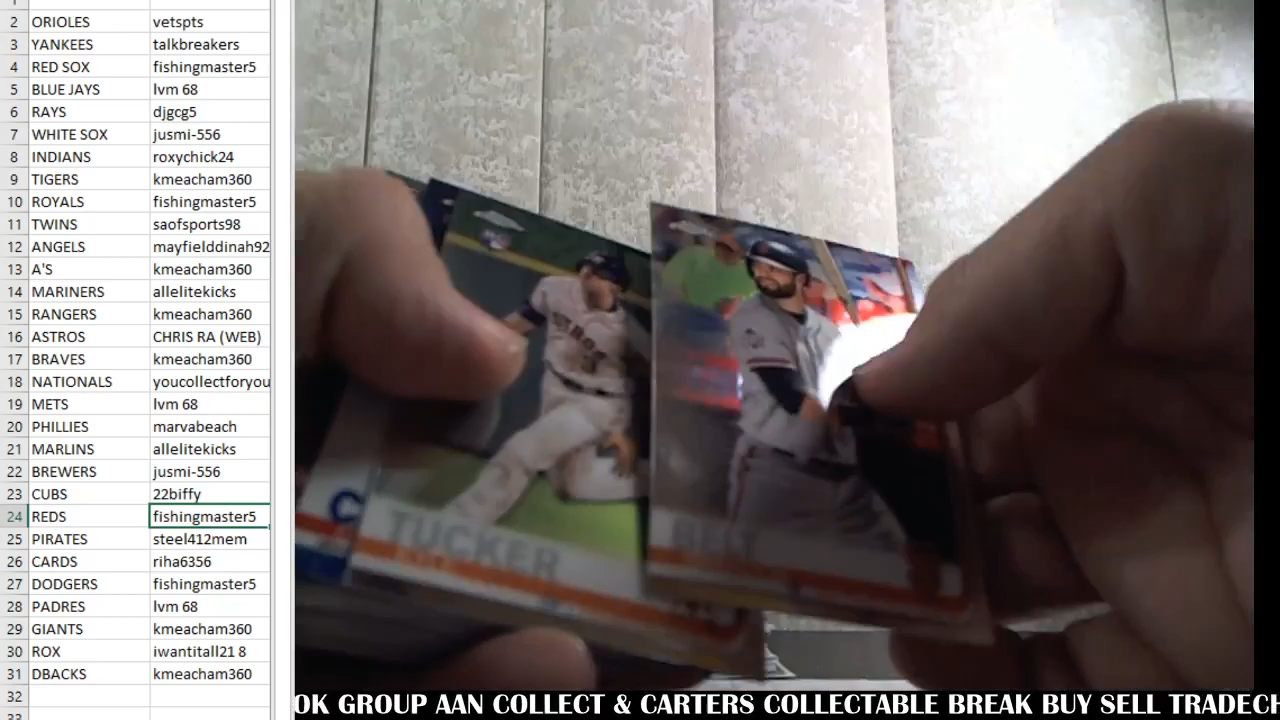 2 ORIOLES vetspts
3 YANKEES talkbreakers
4 RED SOX fishingmaster5
5 BLUE JAYS lvm 68
6 RAYS djgcg5
7 WHITE SOX jusmi-556
8 INDIANS roxychick24
9 TIGERS kmeacham360
10 ROYALS fishingmaster5
11 TWINS saofsports98
12 ANGELS mayfielddinah92
13 A'S kmeacham360
14 MARINERS allelitekicks
15 RANGERS kmeacham360
16 ASTROS CHRIS RA (WEB)
17 BRAVES kmeacham360
18 NATIONALS youcollectforyou
19 METS lvm 68
20 PHILLIES marvabeach
21 MARLINS allelitekicks
22 BREWERS jusmi-556
23 CUBS 22biffy
24 REDS fishingmaster5
25 PIRATES steel412mem
26 CARDS riha6356
27 DODGERS fishingmaster5
28 PADRES lvm 68
29 GIANTS kmeacham360
30 ROX iwantitall21 8
31 DBACKS kmeacham360
32
33
C
TUCKER
BELT
OK GROUP AAN COLLECT & CARTERS COLLECTABLE BREAK BUY SELL TRADECH